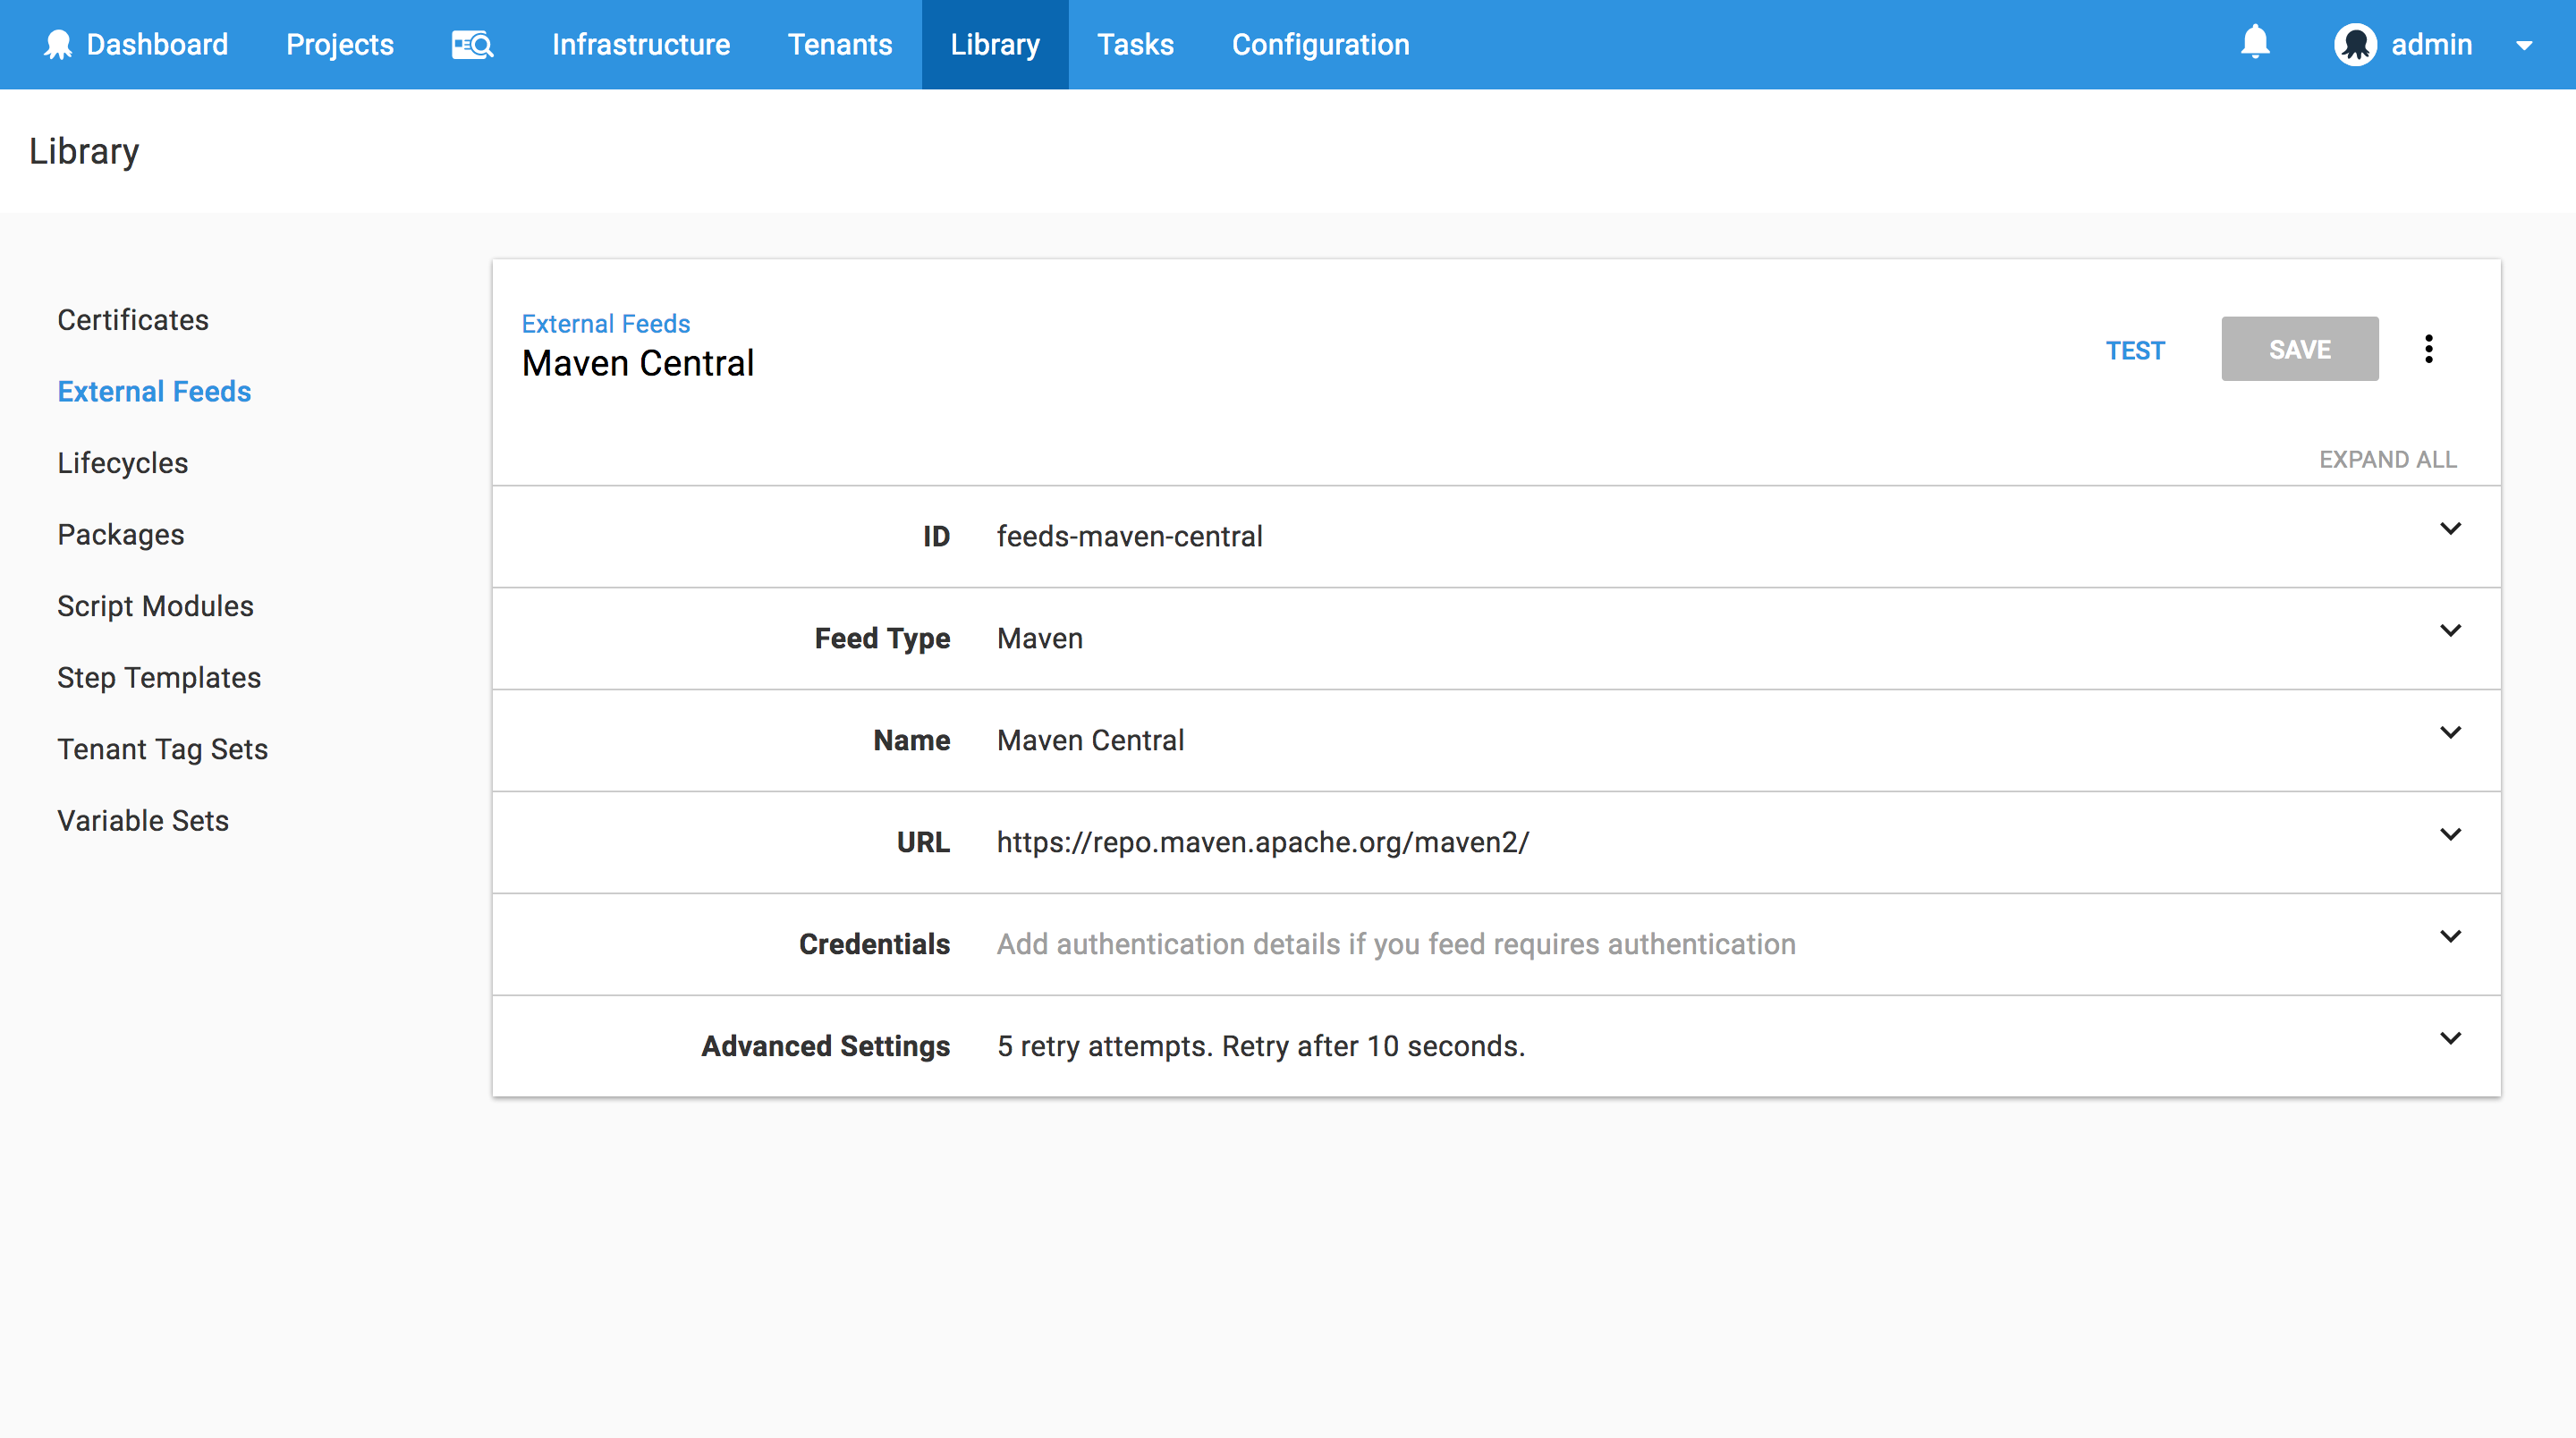 Dashboard Projects Infrastructure Tenants Library Tasks Configuration admin
Library
Certificates
External Feeds
Lifecycles
Packages
Script Modules
Step Templates
Tenant Tag Sets
Variable Sets
External Feeds
Maven Central
TEST SAVE
EXPAND ALL
ID feeds-maven-central
Feed Type Maven
Name Maven Central
URL https://repo.maven.apache.org/maven2/
Credentials Add authentication details if you feed requires authentication
Advanced Settings 5 retry attempts. Retry after 10 seconds.